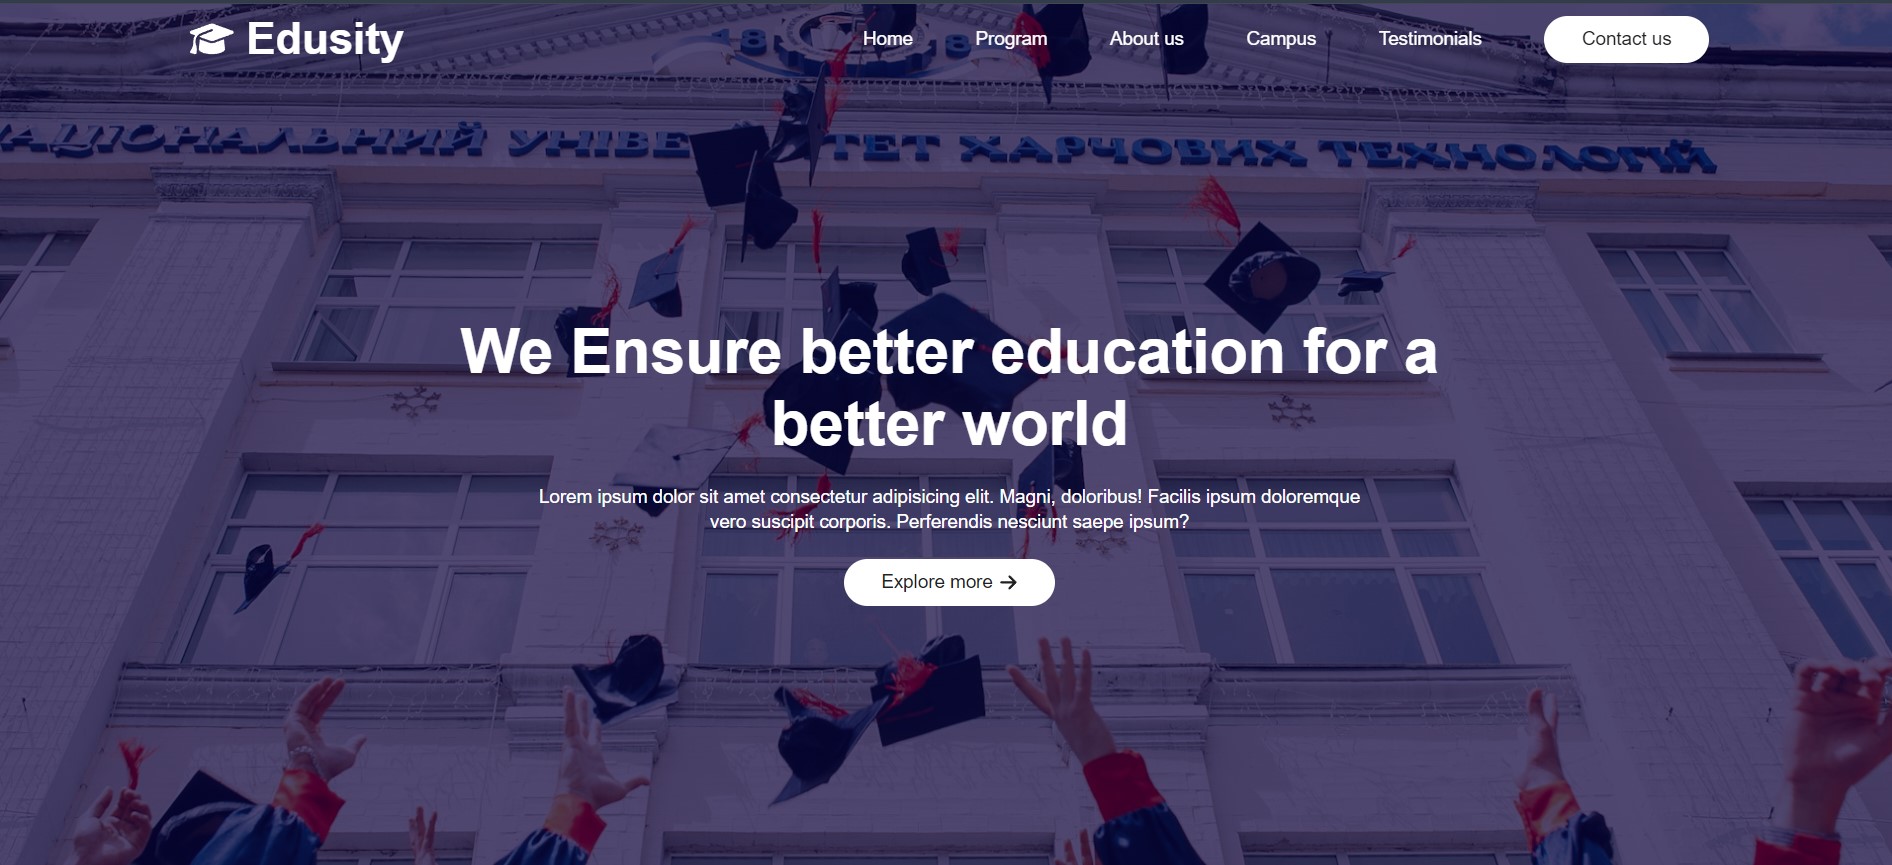 Edusity
Home Program About us Campus Testimonials Contact us
18
АЦІОНАЛЬНИЙ УНІВЕ ТЕТ ХАРЧОВИХ ТЕХНОЛОГІЙ
We Ensure better education for a
better world
Lorem ipsum dolor sit amet consectetur adipisicing elit. Magni, doloribus! Facilis ipsum doloremque
vero suscipit corporis. Perferendis nesciunt saepe ipsum?
Explore more